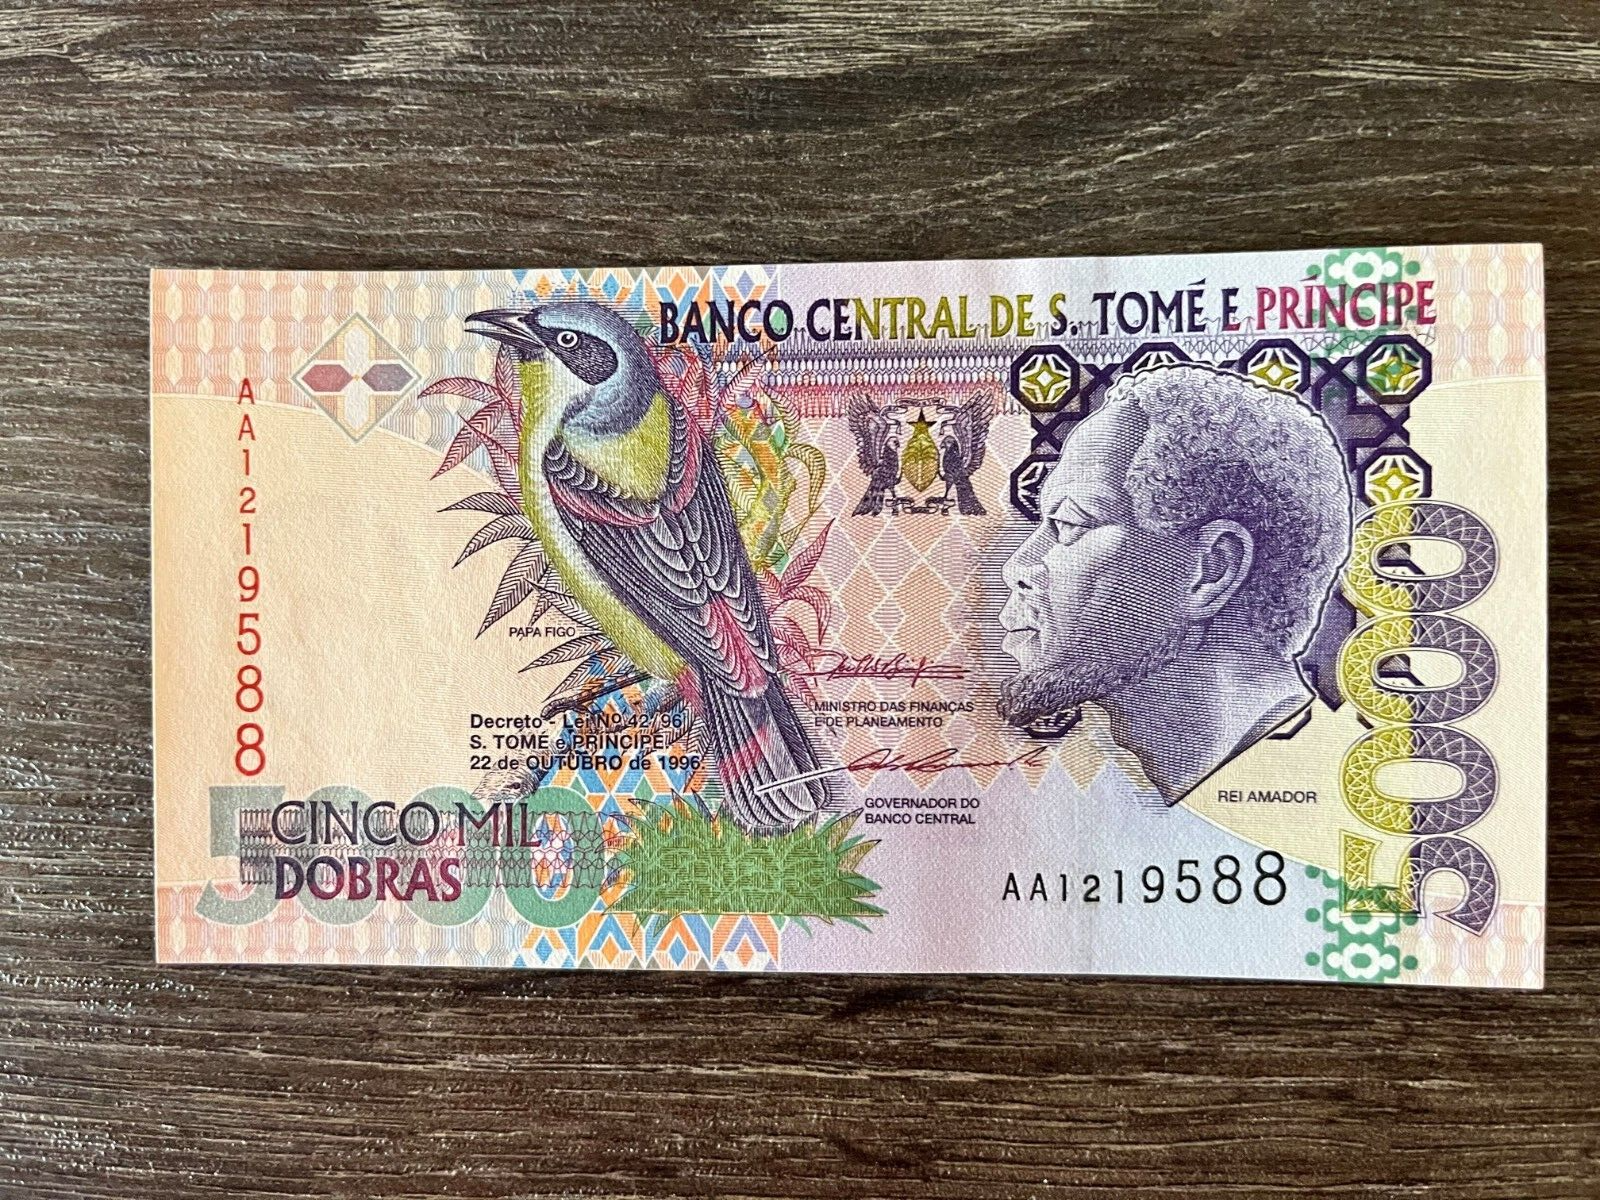 BANCO CENTRAL DE S. TOMÉ E PRÍNCIPE
AA1219588
PAPA FIGO
Decreto - Lei Nº 42/96
S. TOMÉ e PRÍNCIPE
22 de OUTUBRO de 1996
MINISTRO DAS FINANÇAS
E DE PLANEAMENTO
GOVERNADOR DO
BANCO CENTRAL
REI AMADOR
5000
CINCO MIL
DOBRAS
5000
AA1219588